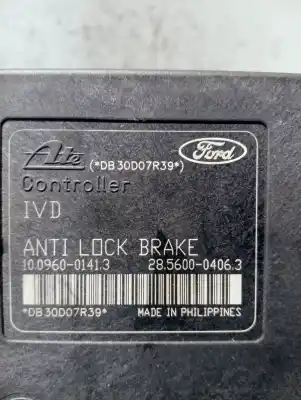 Ate (*DB30D07R39*) Ford
Controller
IVD
ANTI LOCK BRAKE
10.0960-0141.3 28.5600-0406.3
*DB30D07R39* MADE IN PHILIPPINES